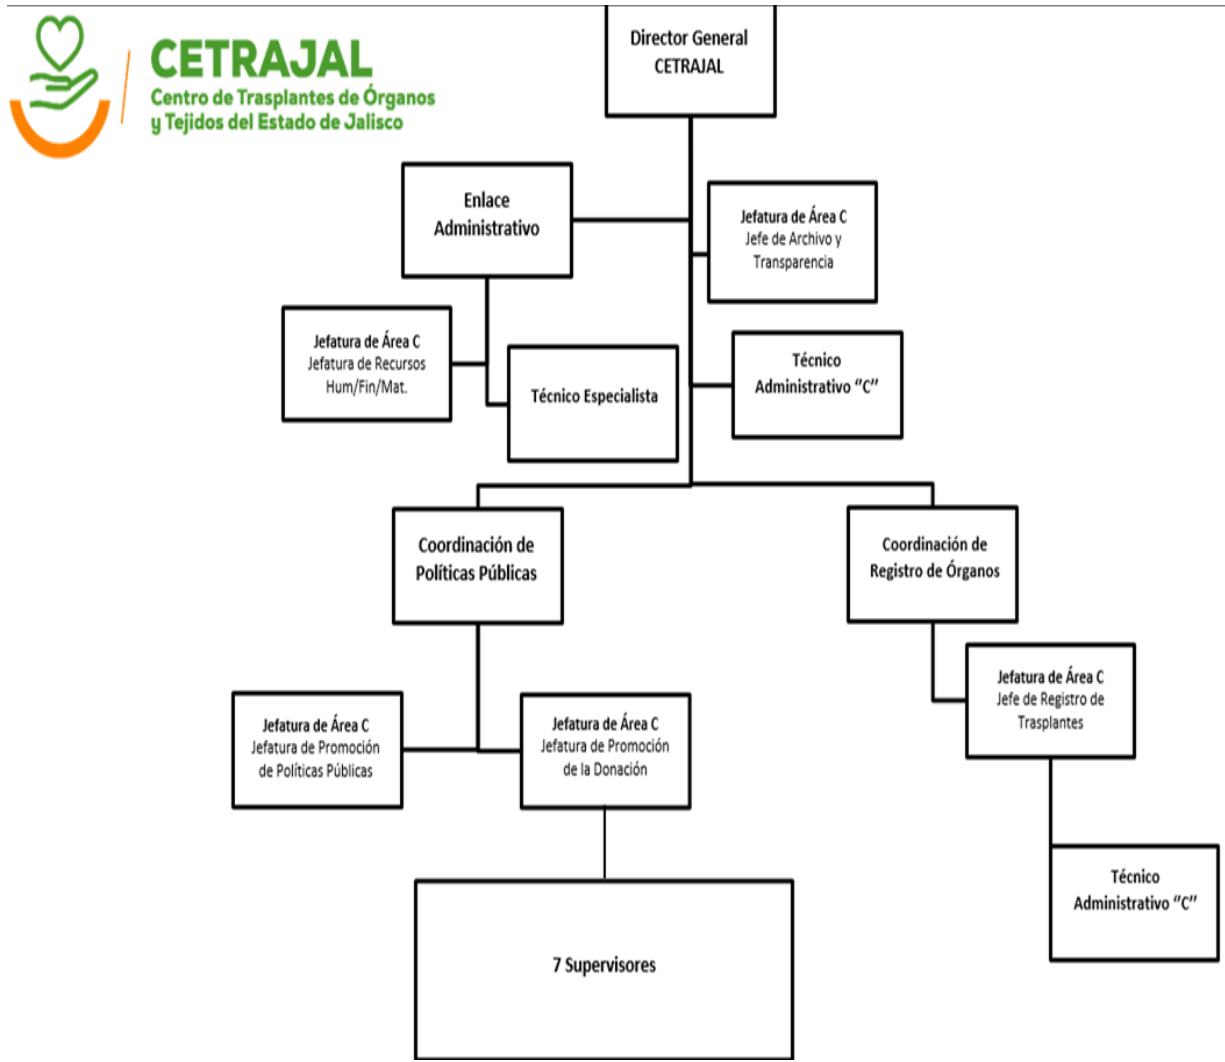 CETRAJAL
Centro de Trasplantes de Órganos
y Tejidos del Estado de Jalisco
Director General
CETRAJAL
Enlace
Administrativo
Jefatura de Área C
Jefe de Archivo y
Transparencia
Jefatura de Área C
Jefatura de Recursos
Hum/Fin/Mat.
Técnico Especialista
Técnico
Administrativo “C”
Coordinación de
Políticas Públicas
Coordinación de
Registro de Órganos
Jefatura de Área C
Jefatura de Promoción
de Políticas Públicas
Jefatura de Área C
Jefatura de Promoción
de la Donación
Jefatura de Área C
Jefe de Registro de
Trasplantes
Técnico
Administrativo “C”
7 Supervisores